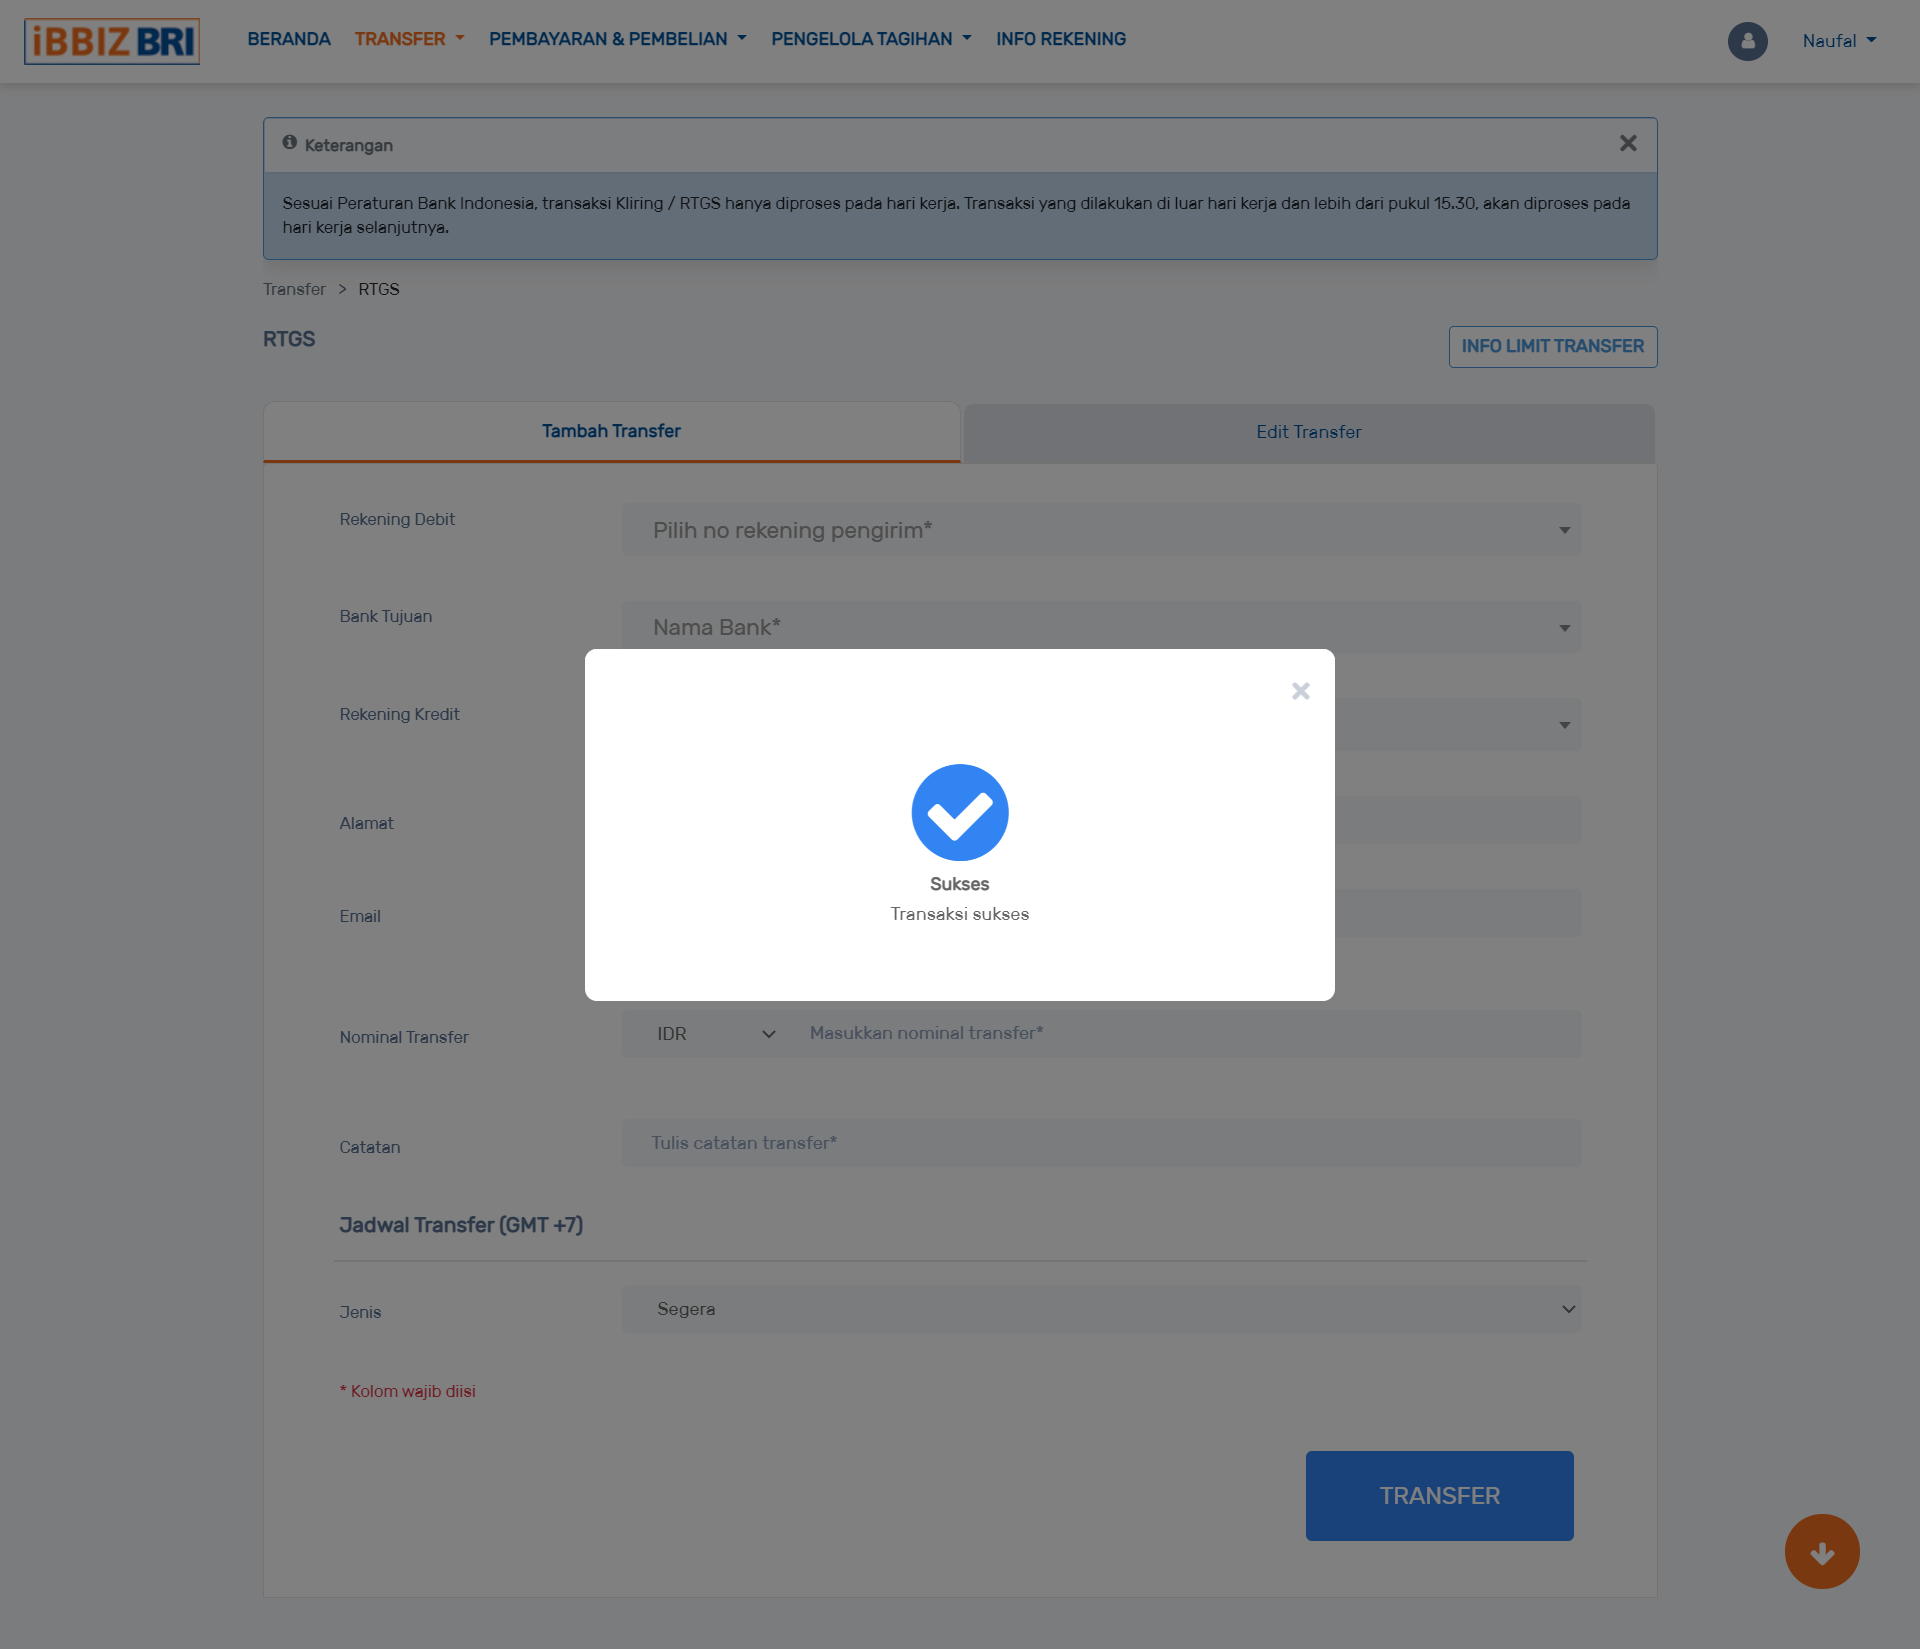 iBBIZ BRI
BERANDA TRANSFER PEMBAYARAN & PEMBELIAN PENGELOLA TAGIHAN INFO REKENING Naufal
Keterangan
Sesuai Peraturan Bank Indonesia, transaksi Kliring / RTGS hanya diproses pada hari kerja. Transaksi yang dilakukan di luar hari kerja dan lebih dari pukul 15.30, akan diproses pada
hari kerja selanjutnya.
Transfer > RTGS
RTGS
INFO LIMIT TRANSFER
Tambah Transfer
Edit Transfer
Rekening Debit
Pilih no rekening pengirim*
Bank Tujuan
Nama Bank*
Rekening Kredit
Alamat
Email
Sukses
Transaksi sukses
Nominal Transfer
IDR
Masukkan nominal transfer*
Catatan
Tulis catatan transfer*
Jadwal Transfer (GMT +7)
Jenis
Segera
* Kolom wajib diisi
TRANSFER